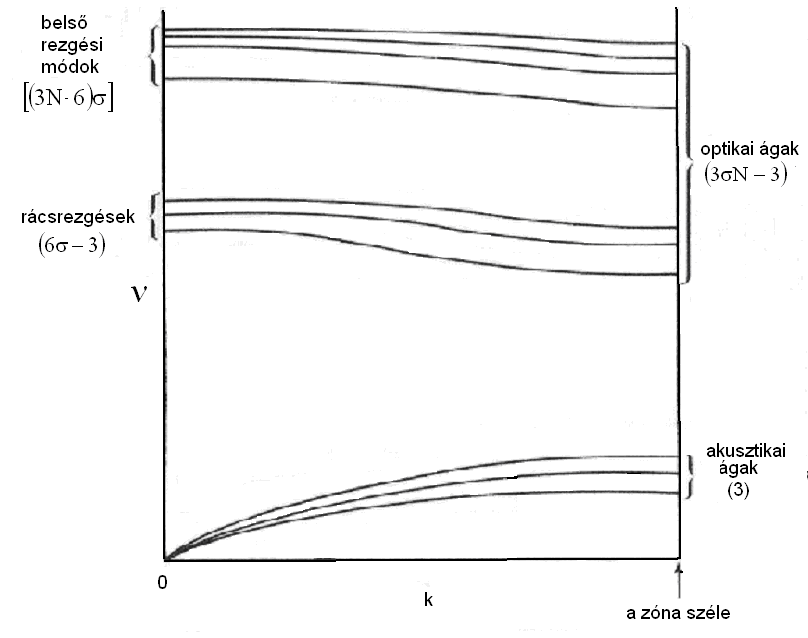 belső
rezgési
módok
[(3N-6)σ]
rácsrezgések
(6σ – 3)
ν
optikai ágak
(3σN – 3)
akusztikai
ágak
(3)
0
k
a zóna széle